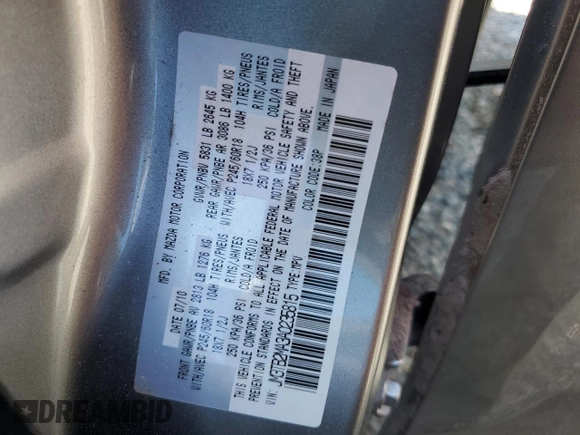 MFD. BY MAZDA MOTOR CORPORATION
DATE 07/10 GVWR/PNBV 5831 LB 2645 KG
FRONT GAWR/PNBE AV 2813 LB 1276 KG REAR GAWR/PNBE AR 3086 LB 1400 KG
WITH/AVEC P245/60R18 104H TIRES/PNEUS WITH/AVEC P245/60R18 104H TIRES/PNEUS
18X7 1/2J RIMS/JANTES 18X7 1/2J RIMS/JANTES
250 KPA/36 PSI COLD/A FROID 250 KPA/36 PSI COLD/A FROID
THIS VEHICLE CONFORMS TO ALL APPLICABLE FEDERAL MOTOR VEHICLE SAFETY AND THEFT
PREVENTION STANDARDS IN EFFECT ON THE DATE OF MANUFACTURE SHOWN ABOVE.
VIN: JM3TB2MA3A0235815 TYPE:MPV
COLOR CODE:38P MADE IN JAPAN
DREAMBID